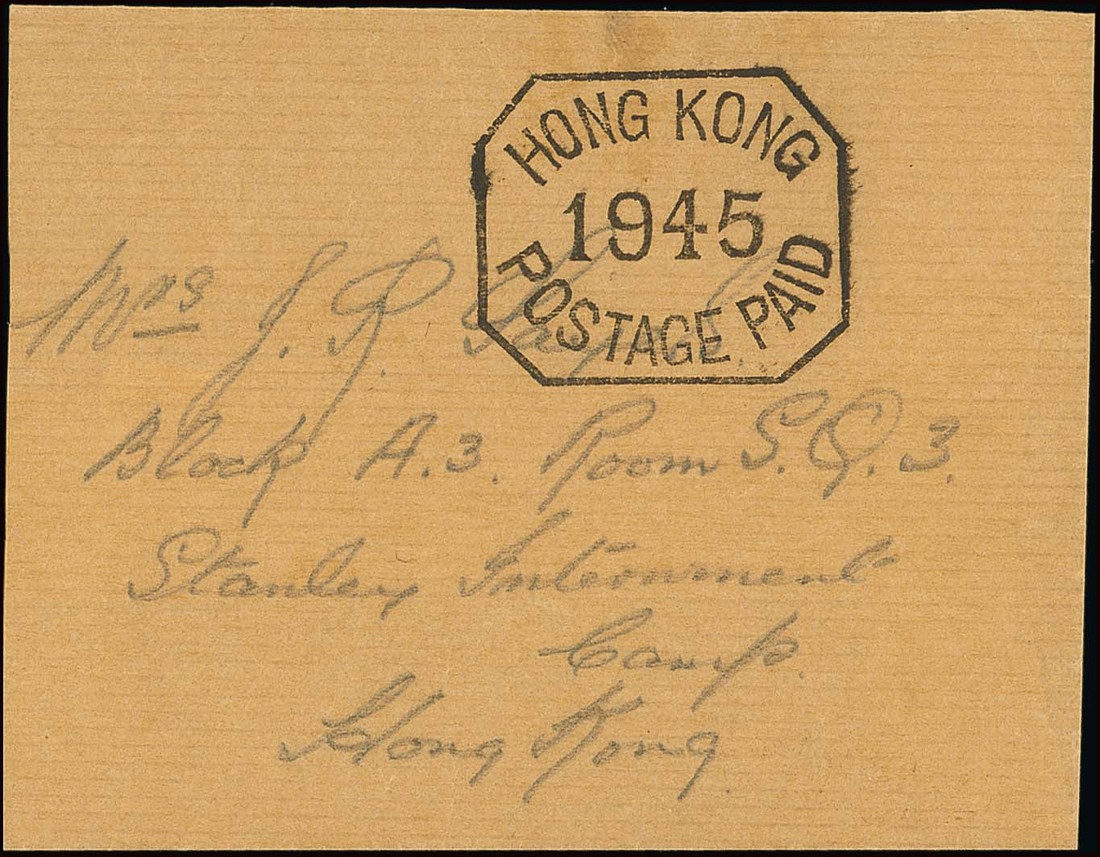 HONG KONG
1945
POSTAGE PAID
Mrs J. P.
Block A.3. Room S.Q.3.
Stanley Internment
Camp.
Hong Kong